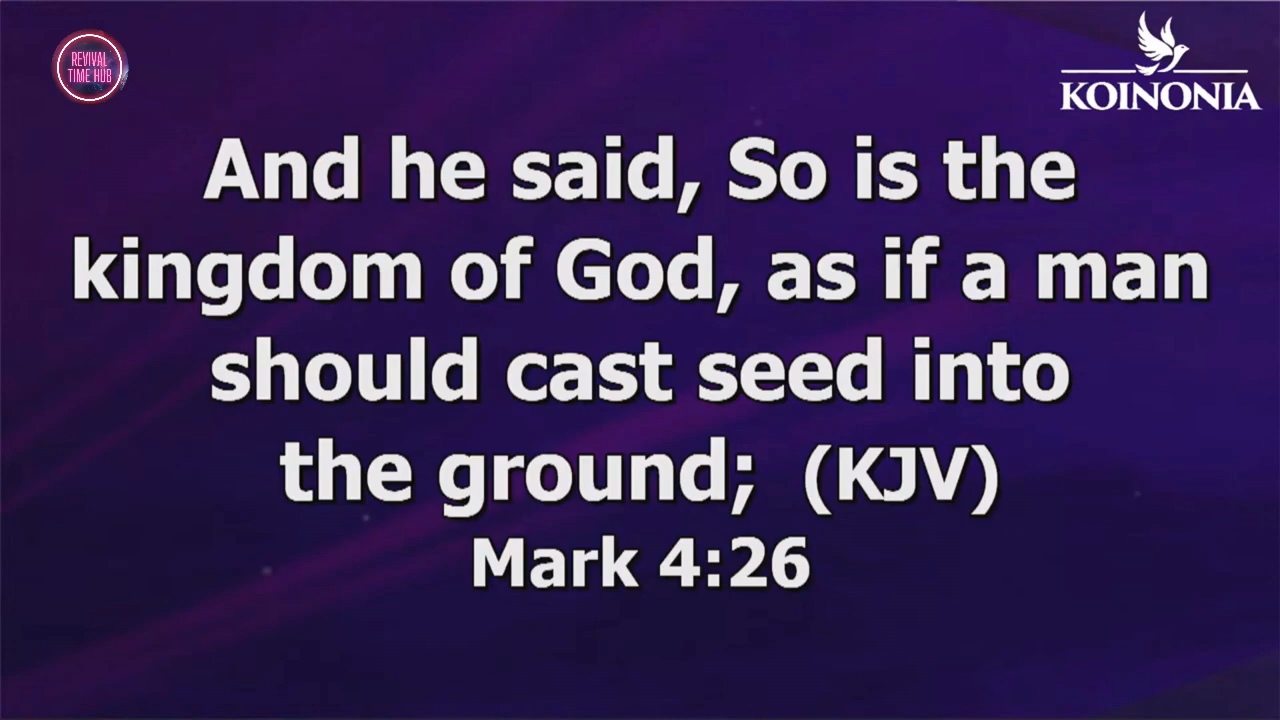 REVIVAL
TIME HUB
KOINONIA
And he said, So is the
kingdom of God, as if a man
should cast seed into
the ground; (KJV)
Mark 4:26